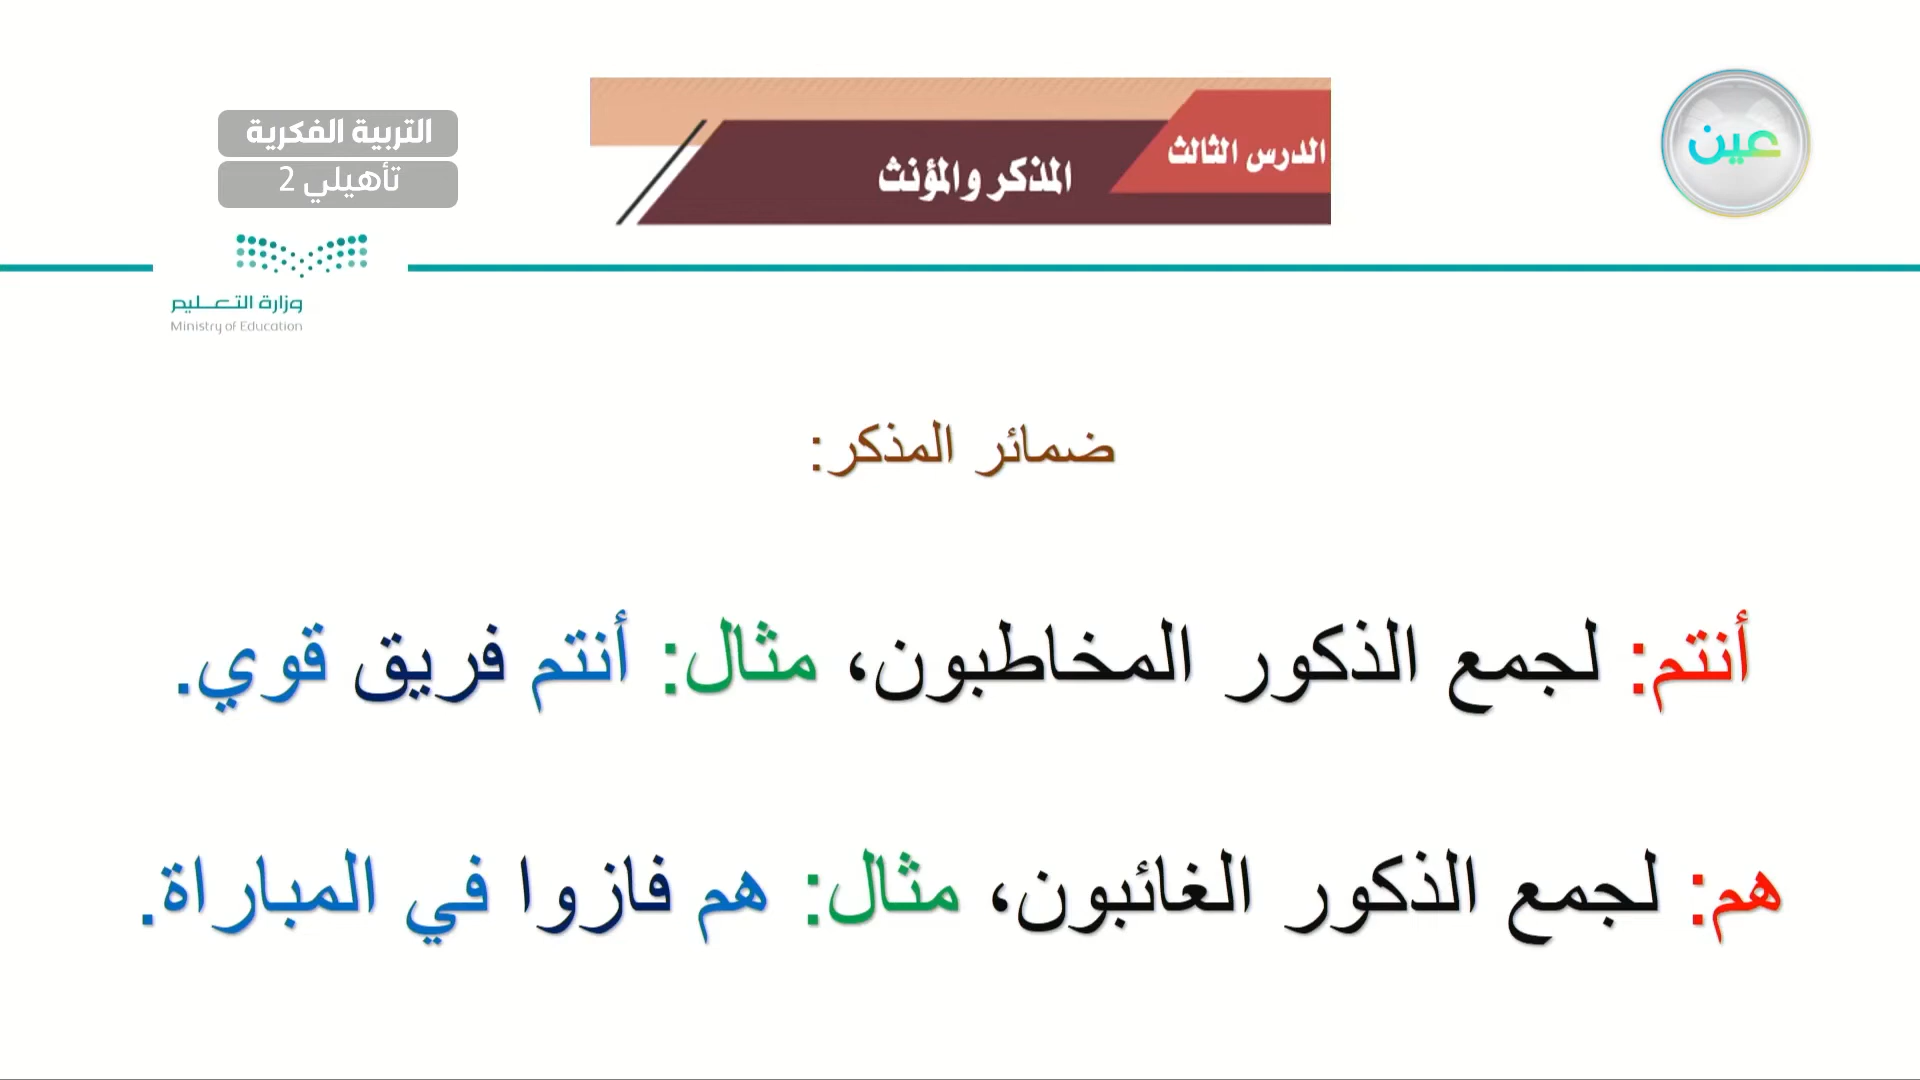 عين
الدرس الثالث
المذكر والمؤنث
التربية الفكرية
تأهيلي 2
وزارة التعليم
Ministry of Education
ضمائر المذكر:
أنتم: لجمع الذكور المخاطبون، مثال: أنتم فريق قوي.
هم: لجمع الذكور الغائبون، مثال: هم فازوا في المباراة.